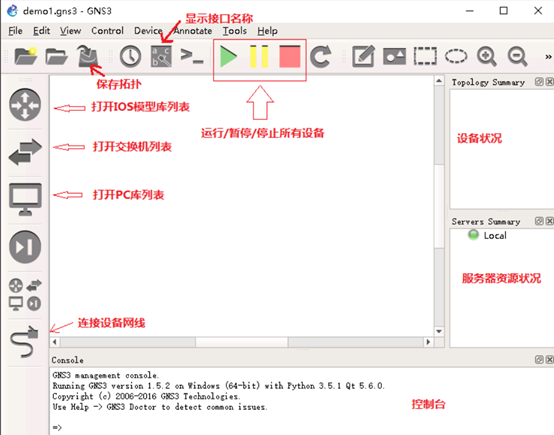 demo1.gns3 - GNS3
显示接口名称
File Edit View Control Device Annotate Tools Help
保存拓扑
打开IOS模型库列表
运行/暂停/停止所有设备
打开交换机列表
打开PC库列表
连接设备网线
Topology Summary
设备状况
Servers Summary
Local
服务器资源状况
Console
GNS3 management console.
Running GNS3 version 1.5.2 on Windows (64-bit) with Python 3.5.1 Qt 5.6.0.
Copyright (c) 2006-2016 GNS3 Technologies.
Use Help -> GNS3 Doctor to detect common issues.
控制台
=>